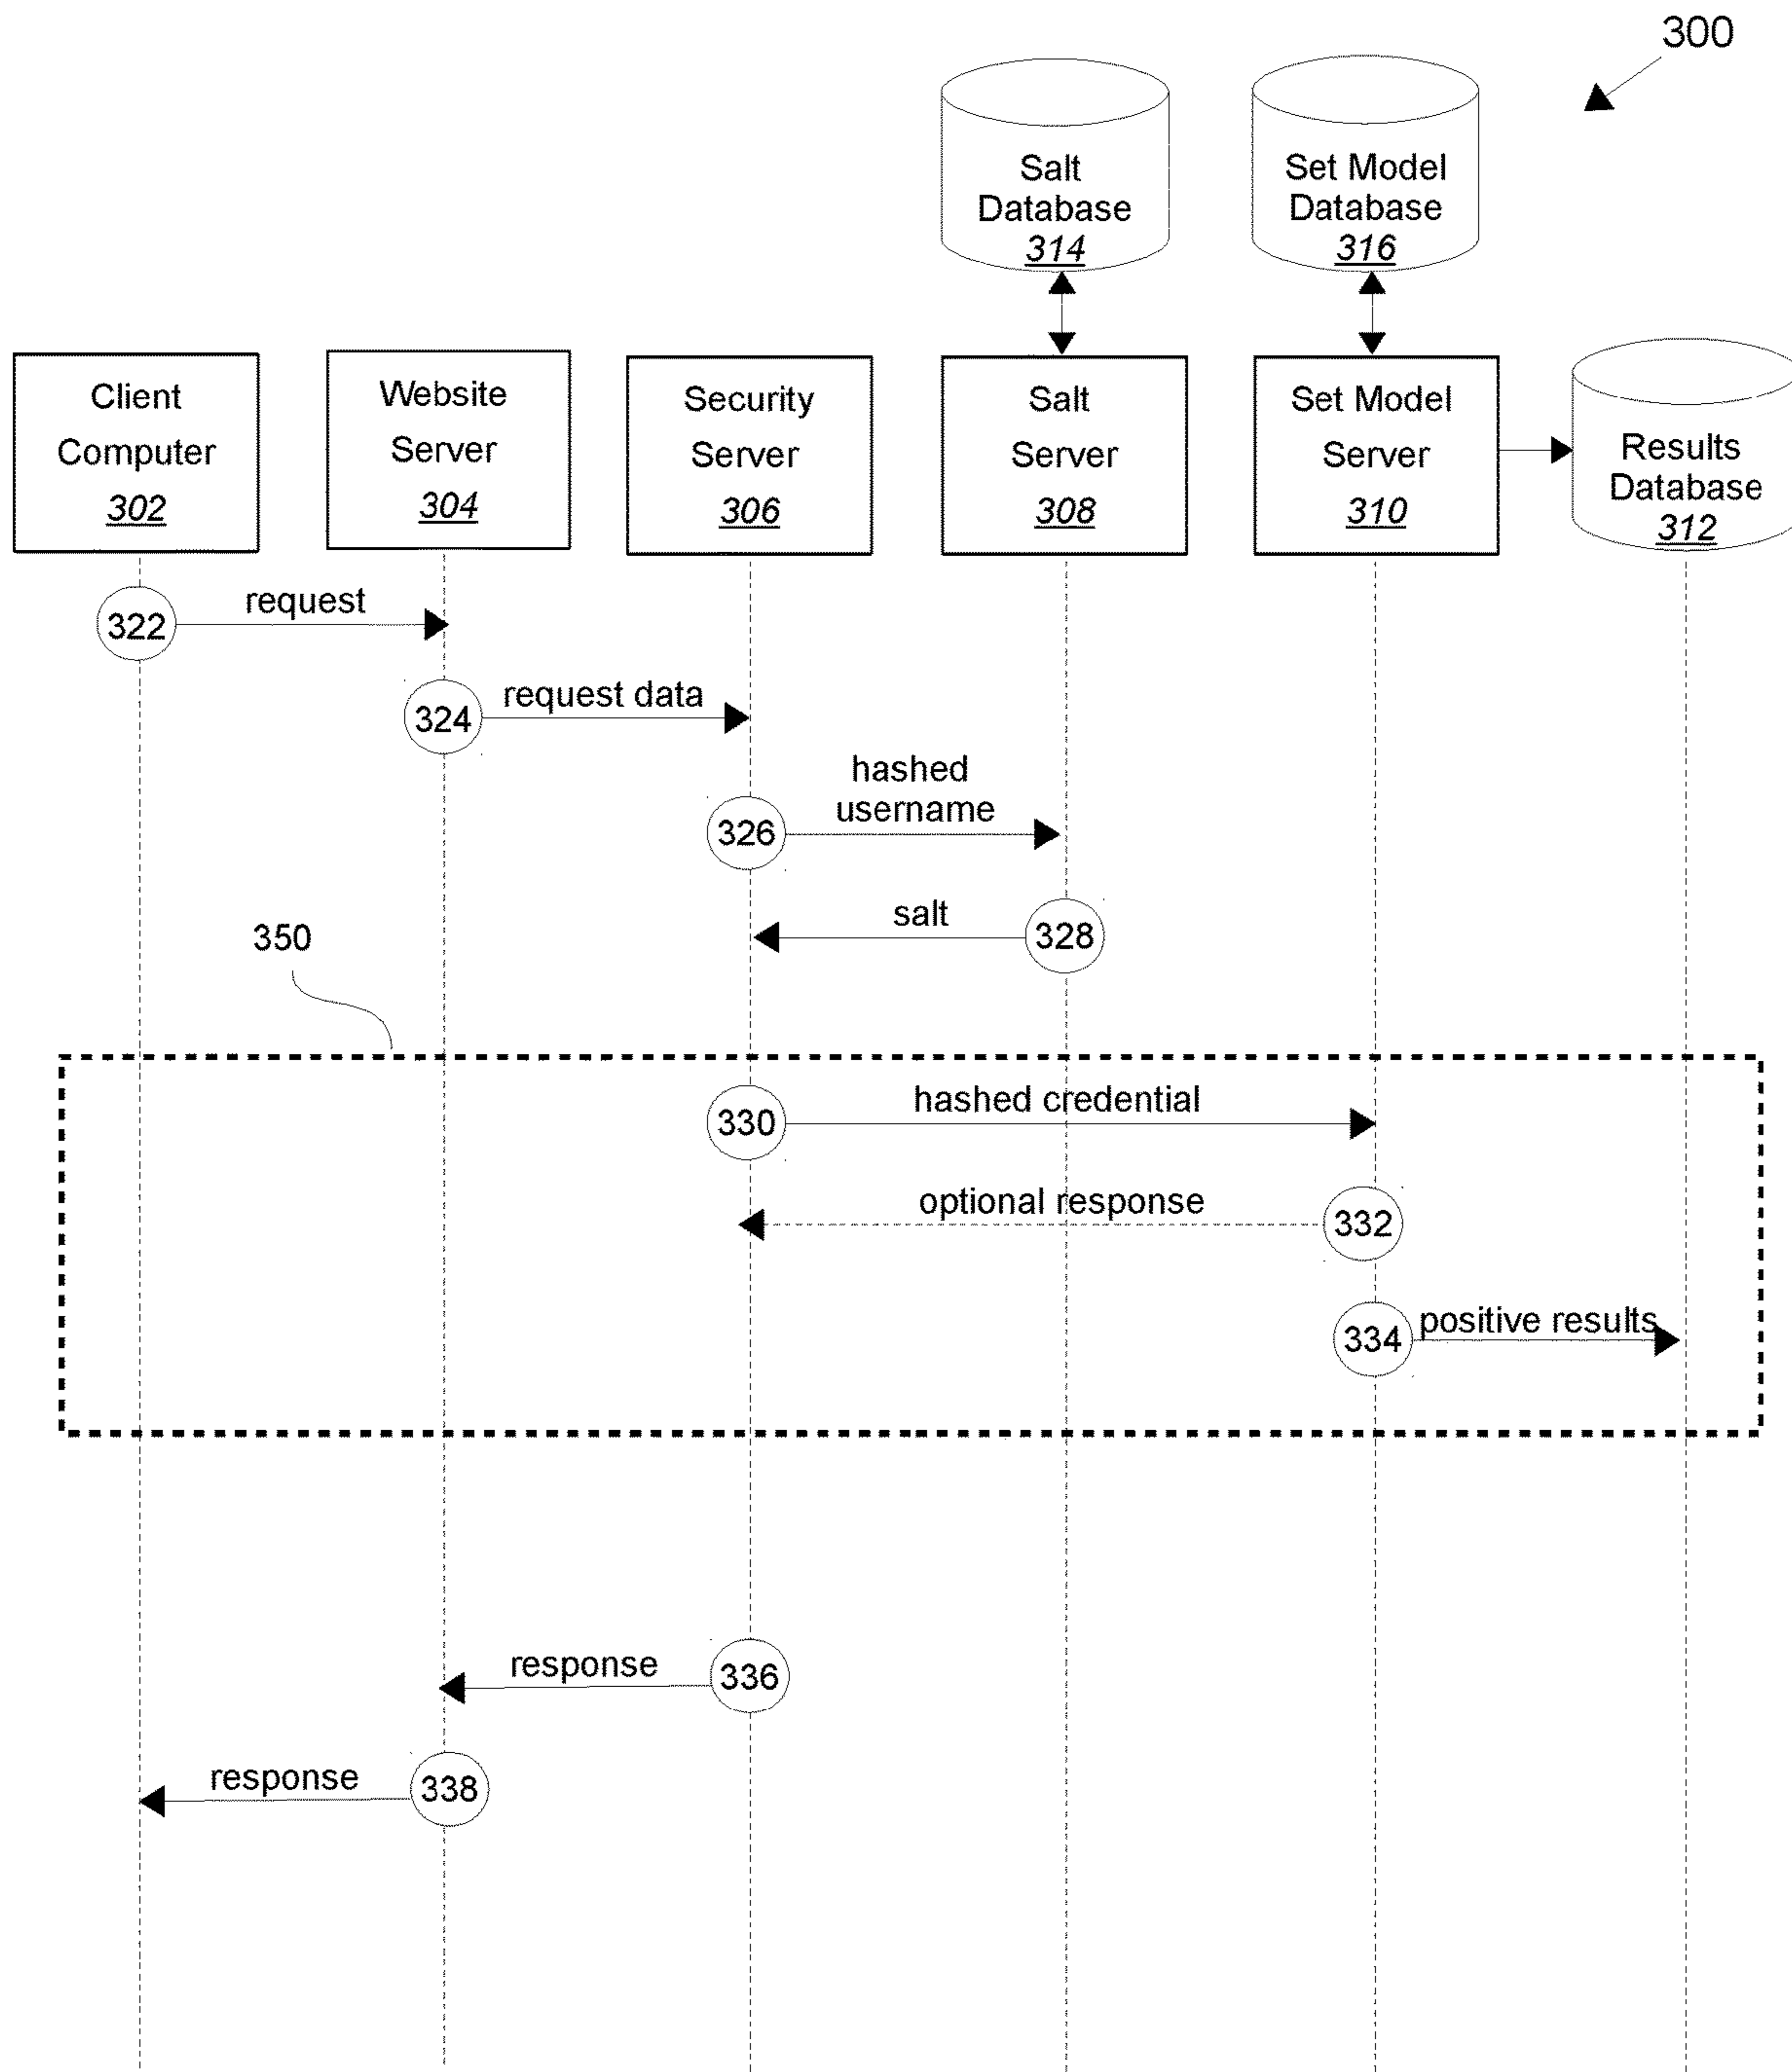 300
Salt
Database
314
Set Model
Database
316
Client
Computer
302
Website
Server
304
Security
Server
306
Salt
Server
308
Set Model
Server
310
Results
Database
312
322
request
324
request data
326
hashed
username
salt
328
350
330
hashed credential
optional response
332
334
positive results
response
336
response
338